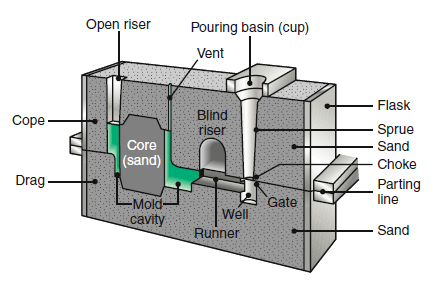 Open riser
Pouring basin (cup)
Vent
Flask
Cope
Blind
riser
Sprue
Core
(sand)
Sand
Choke
Drag
Parting
line
Mold
cavity
Well
Gate
Runner
Sand